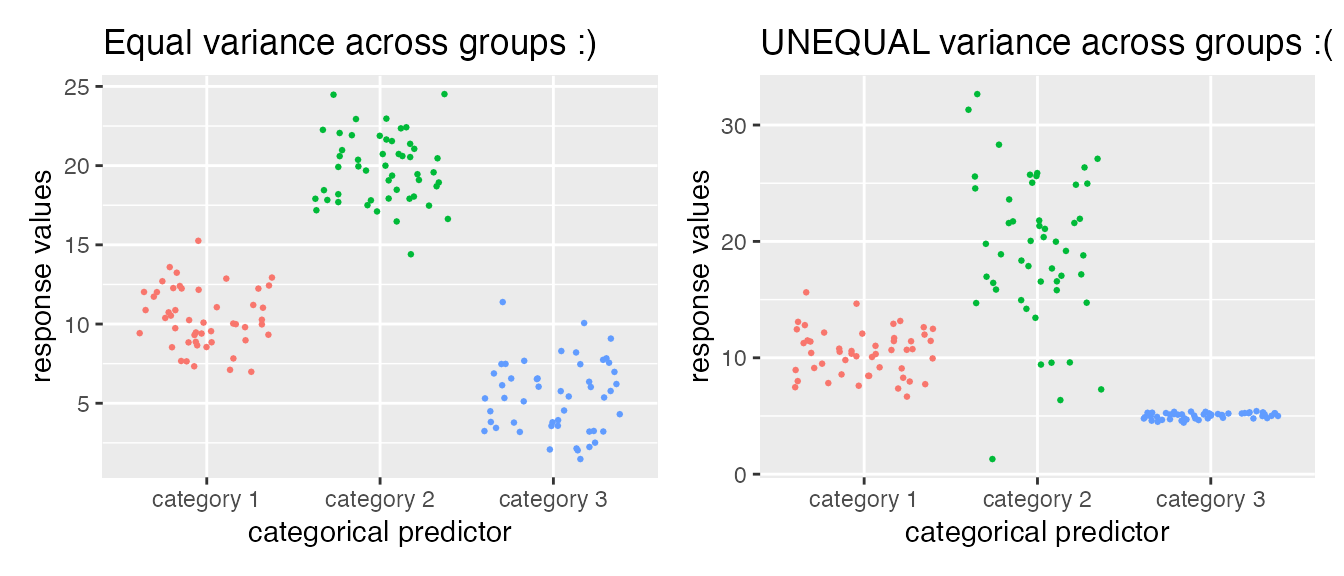 Equal variance across groups :)
25
20
15
10
5
response values
category 1 category 2 category 3
categorical predictor
UNEQUAL variance across groups :(
30
20
10
0
response values
category 1 category 2 category 3
categorical predictor